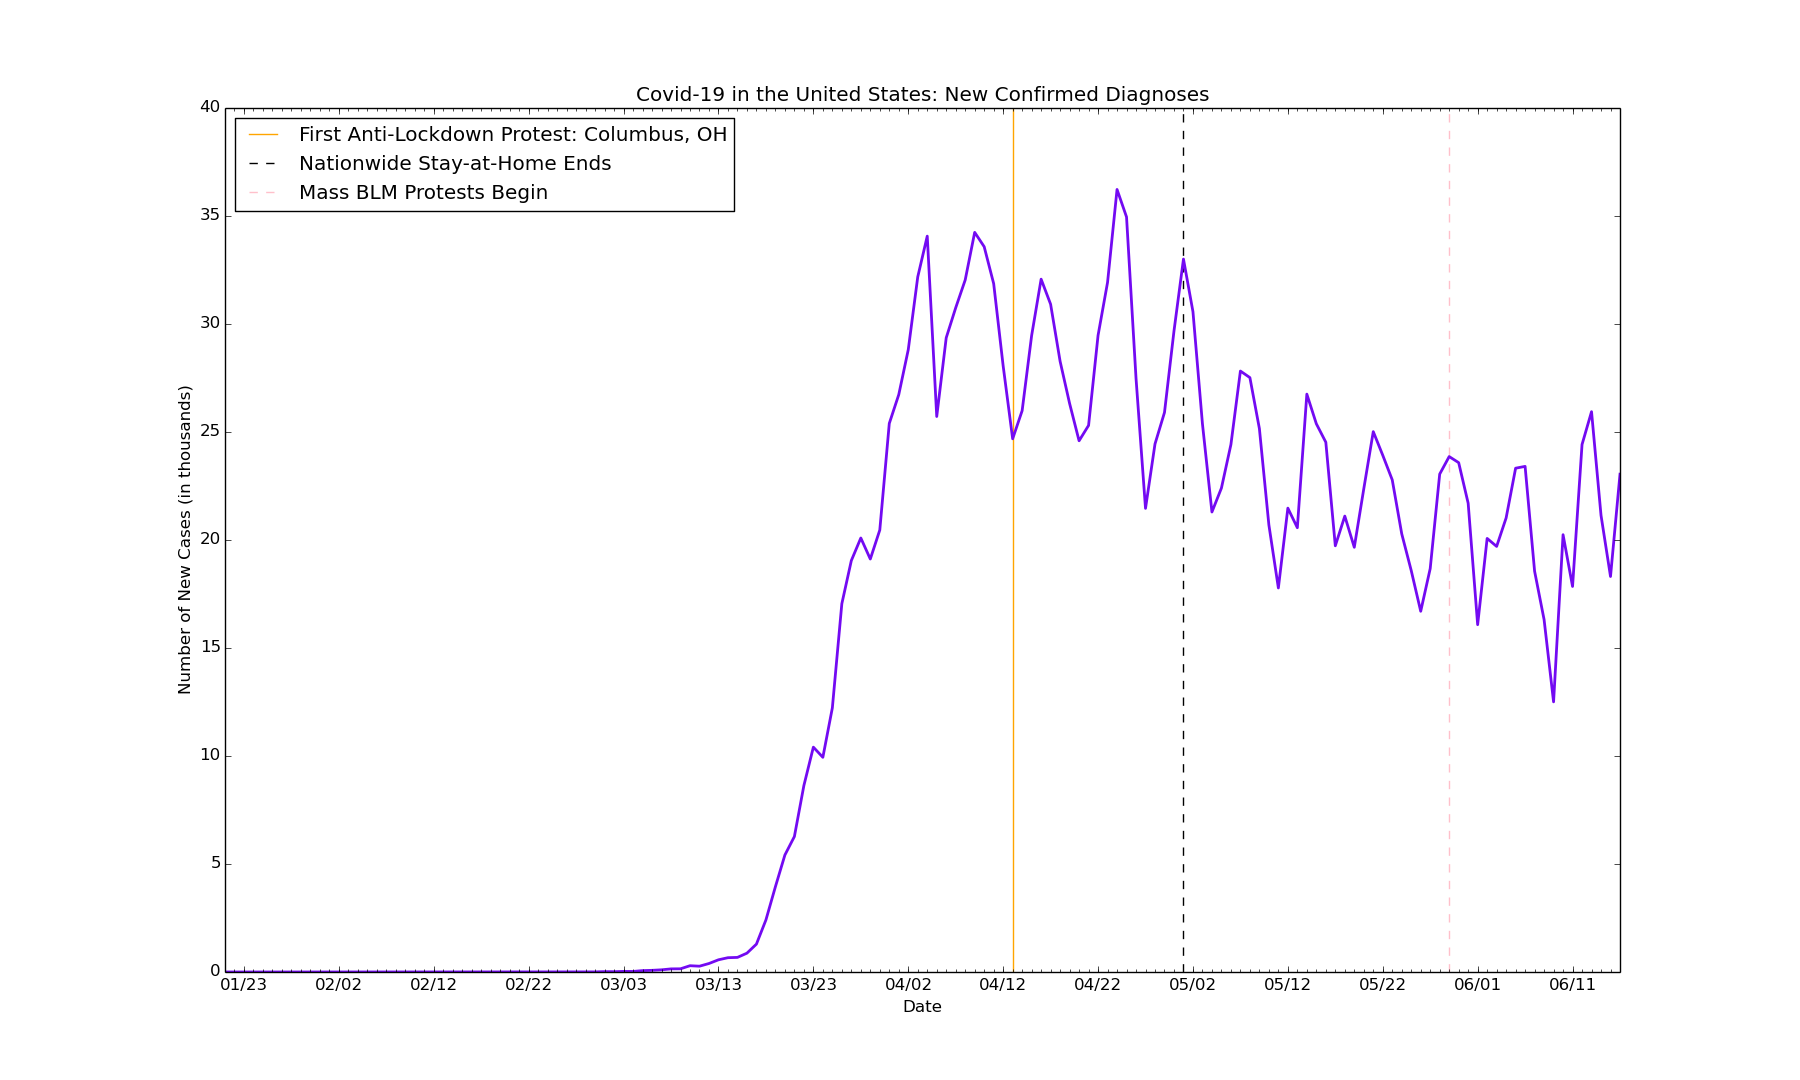 Covid-19 in the United States: New Confirmed Diagnoses
First Anti-Lockdown Protest: Columbus, OH
Nationwide Stay-at-Home Ends
Mass BLM Protests Begin
Number of New Cases (in thousands)
40
35
30
25
20
15
10
5
0
01/23 02/02 02/12 02/22 03/03 03/13 03/23 04/02 04/12 04/22 05/02 05/12 05/22 06/01 06/11
Date